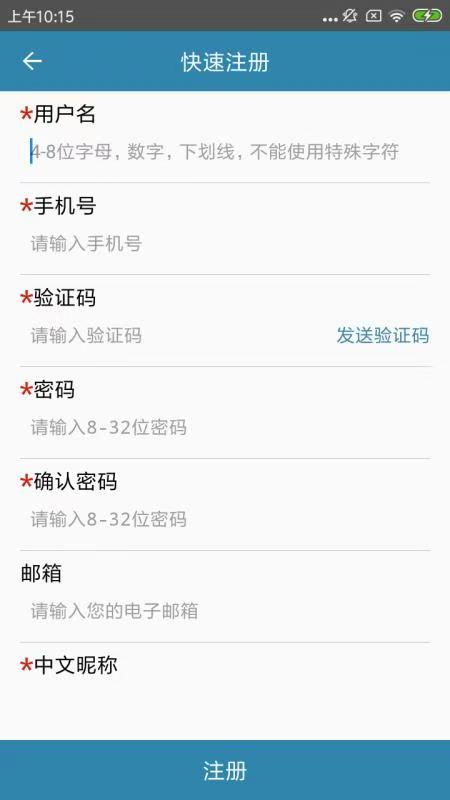 上午10:15
快速注册
*用户名
4-8位字母，数字，下划线，不能使用特殊字符
*手机号
请输入手机号
*验证码
请输入验证码 发送验证码
*密码
请输入8-32位密码
*确认密码
请输入8-32位密码
邮箱
请输入您的电子邮箱
*中文昵称
注册